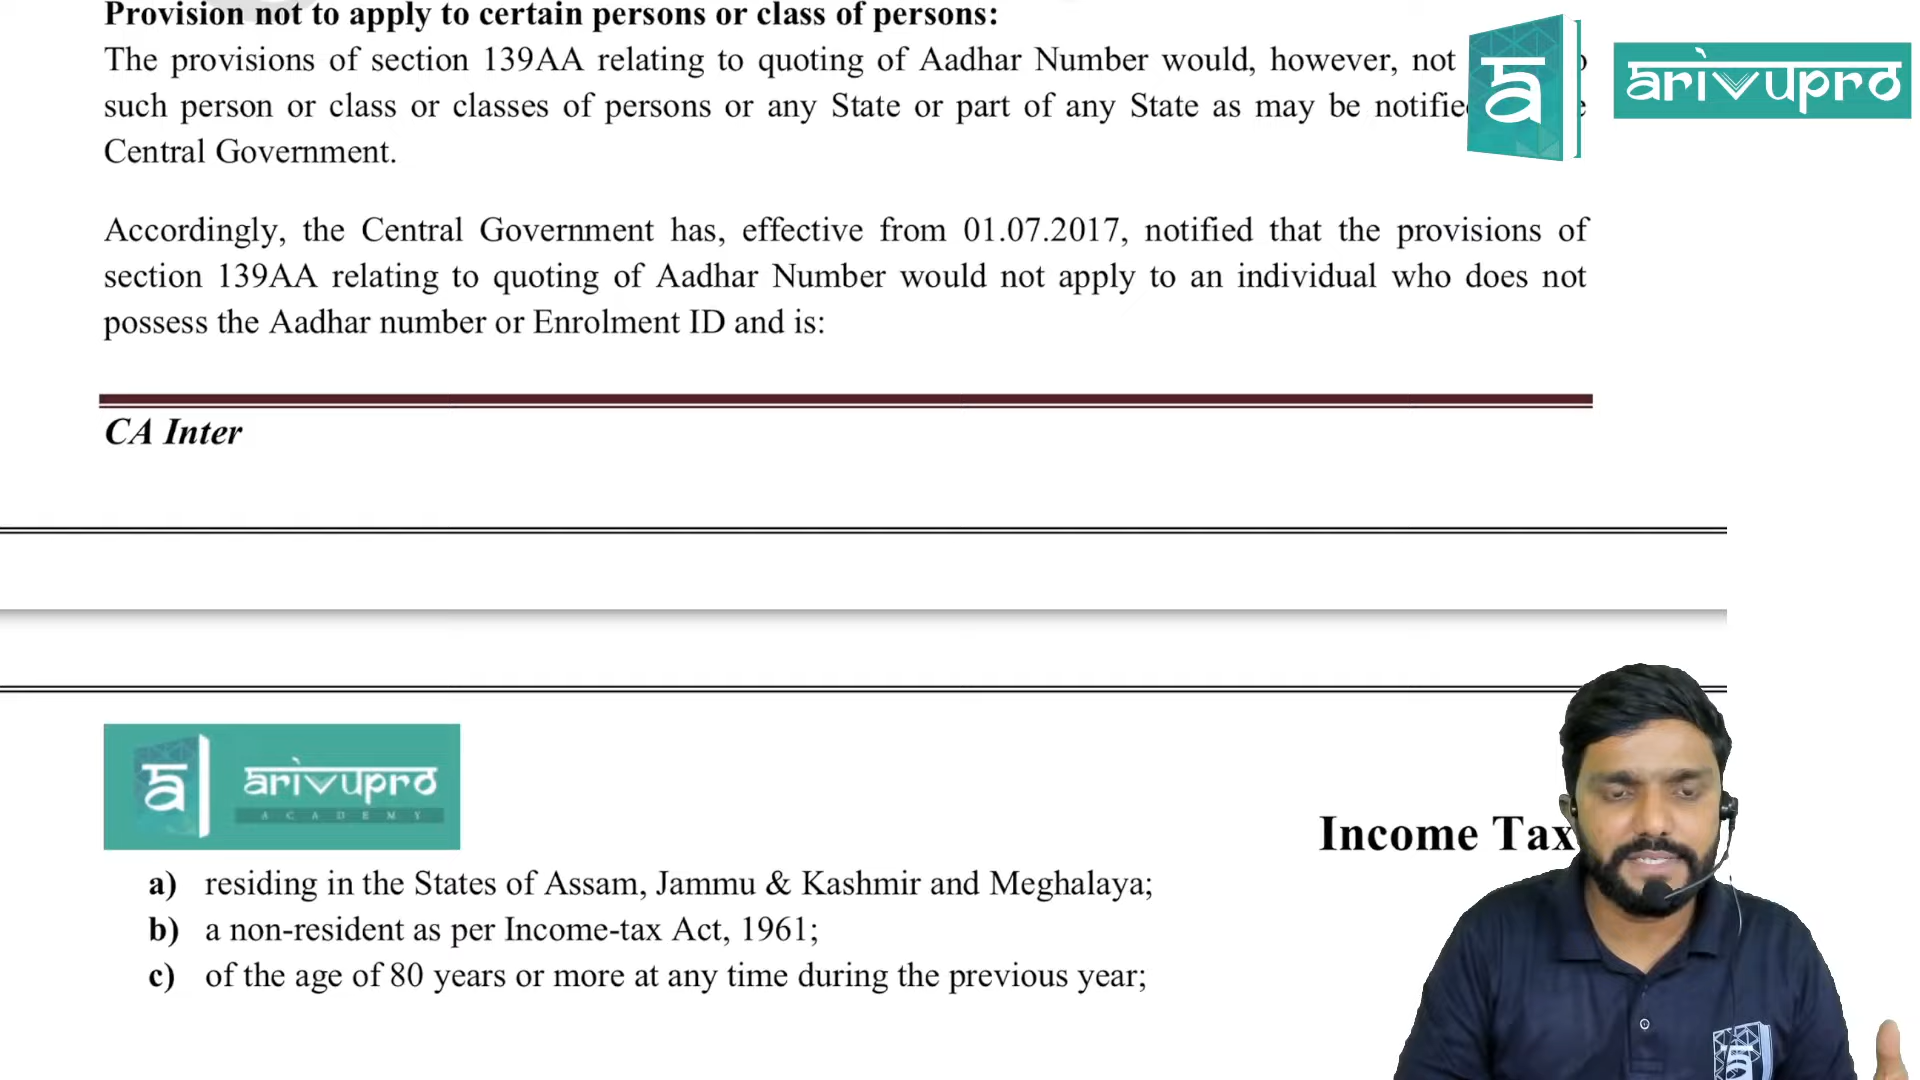 Provision not to apply to certain persons or class of persons:
The provisions of section 139AA relating to quoting of Aadhar Number would, however, not
such person or class or classes of persons or any State or part of any State as may be
Central Government.
arivupro
Accordingly, the Central Government has, effective from 01.07.2017, notified that the provisions of
section 139AA relating to quoting of Aadhar Number would not apply to an individual who does not
possess the Aadhar number or Enrolment ID and is:
CA Inter
arivupro
ACADEMY
Income Tax
a) residing in the States of Assam, Jammu & Kashmir and Meghalaya;
b) a non-resident as per Income-tax Act, 1961;
c) of the age of 80 years or more at any time during the previous year;